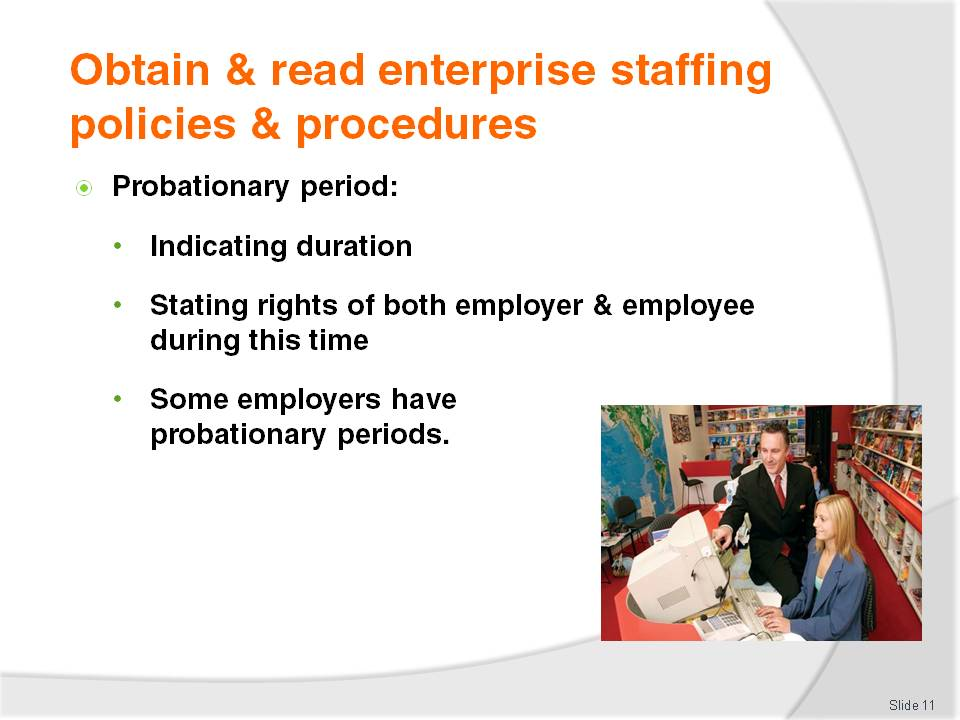 Obtain & read enterprise staffing
policies & procedures
Probationary period:
• Indicating duration
• Stating rights of both employer & employee
during this time
• Some employers have
probationary periods.
Slide 11